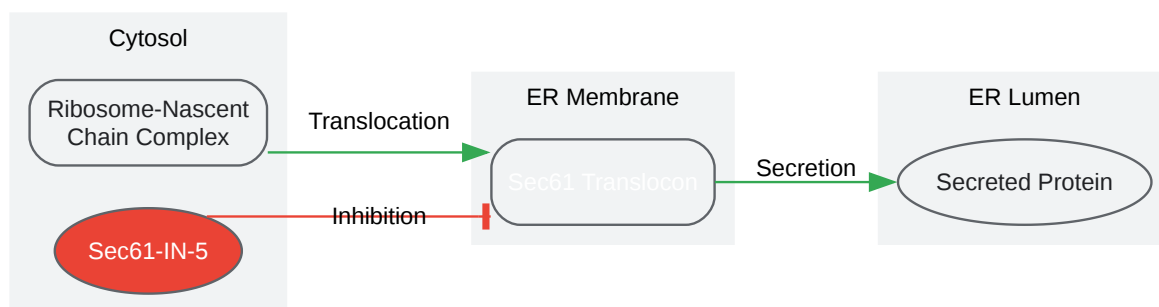 Cytosol
Ribosome-Nascent
Chain Complex
Translocation
Sec61-IN-5
Inhibition
ER Membrane
Sec61 Translocon
Secretion
ER Lumen
Secreted Protein